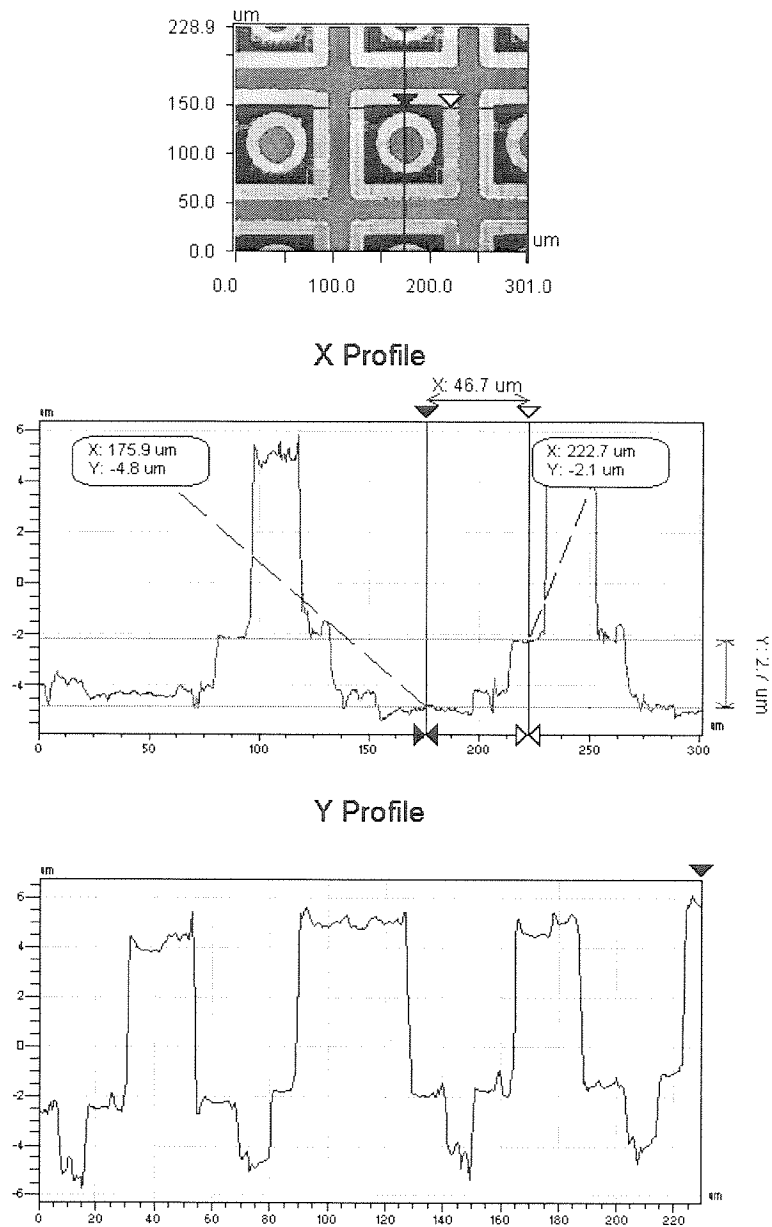 um
228.9
150.0
100.0
50.0
0.0
um
0.0 100.0 200.0 301.0
X Profile
X: 46.7 um
um
X: 175.9 um
Y: -4.8 um
X: 222.7 um
Y: -2.1 um
6
4
2
0
-2
-4
Y: 2.7 um
um
0 50 100 150 200 250 300
Y Profile
um
6
4
2
0
-2
-4
-6
um
0 20 40 60 80 100 120 140 160 180 200 220